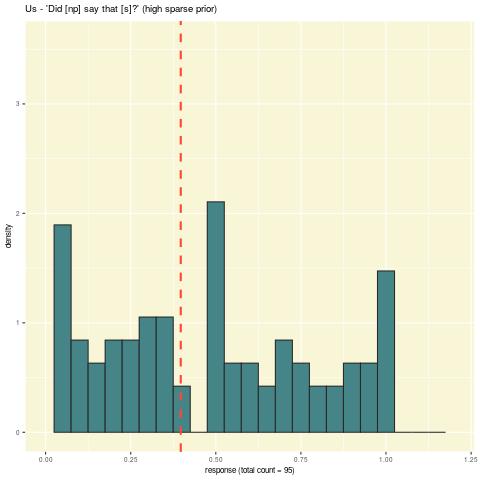 Us - 'Did [np] say that [s]?' (high sparse prior)
density
3
2
1
0
0.00 0.25 0.50 0.75 1.00 1.25
response (total count = 95)